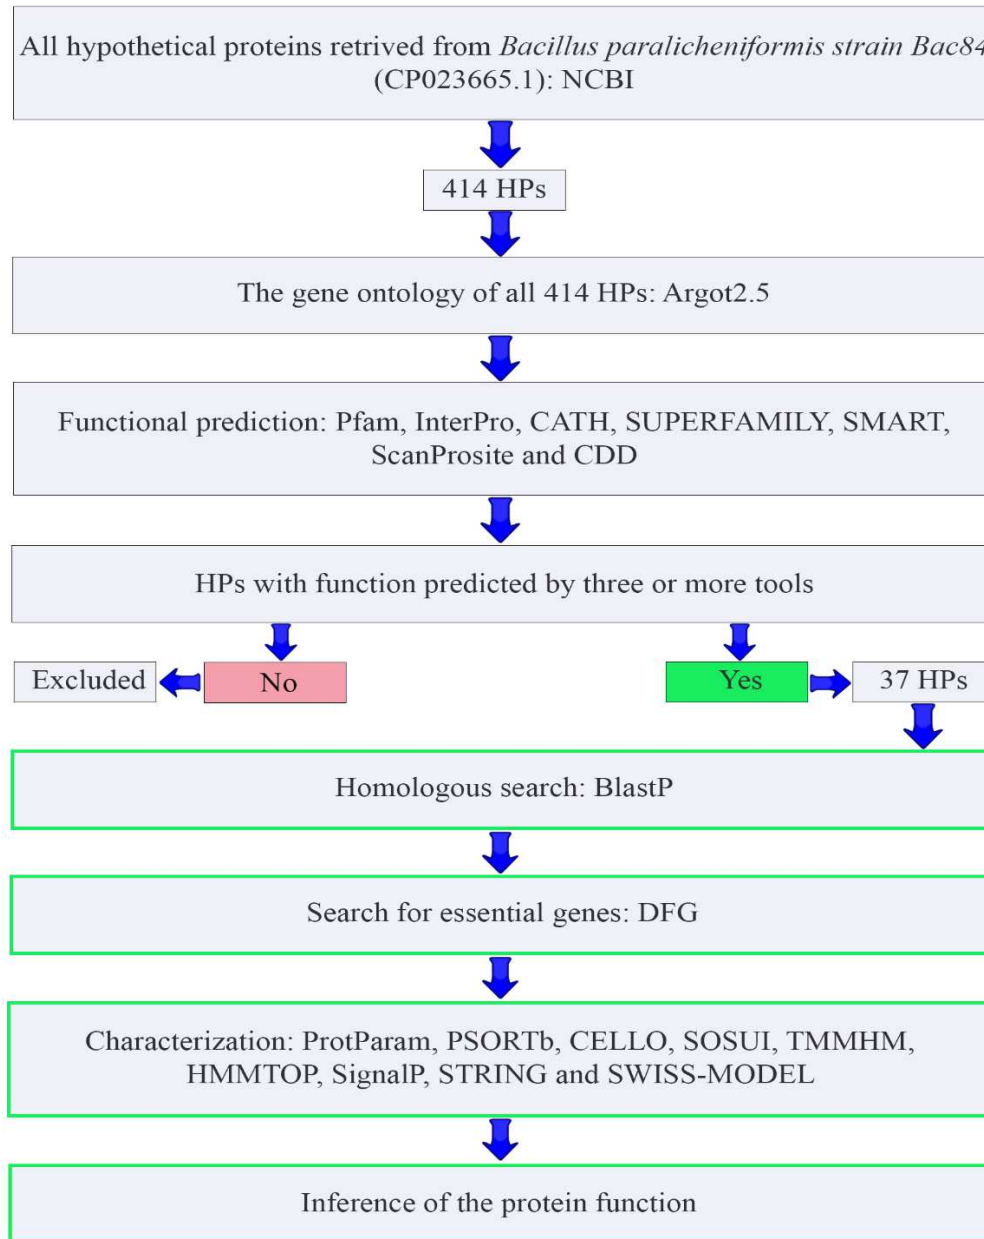 All hypothetical proteins retrived from Bacillus paralicheniformis strain Bac84
(CP023665.1): NCBI
414 HPs
The gene ontology of all 414 HPs: Argot2.5
Functional prediction: Pfam, InterPro, CATH, SUPERFAMILY, SMART,
ScanProsite and CDD
HPs with function predicted by three or more tools
Excluded
No
Yes
37 HPs
Homologous search: BlastP
Search for essential genes: DFG
Characterization: ProtParam, PSORTb, CELLO, SOSUI, TMMHM,
HMMTOP, SignalP, STRING and SWISS-MODEL
Inference of the protein function